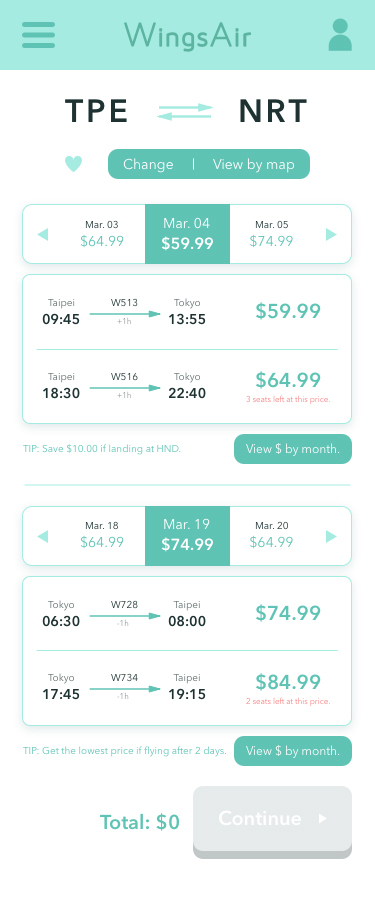 WingsAir
TPE NRT
Change | View by map
Mar. 03 Mar. 04 Mar. 05
$64.99 $59.99 $74.99
Taipei W513 Tokyo
09:45 +1h 13:55 $59.99
Taipei W516 Tokyo
18:30 +1h 22:40 $64.99
3 seats left at this price.
TIP: Save $10.00 if landing at HND. View $ by month.
Mar. 18 Mar. 19 Mar. 20
$64.99 $74.99 $64.99
Tokyo W728 Taipei
06:30 -1h 08:00 $74.99
Tokyo W734 Taipei
17:45 -1h 19:15 $84.99
2 seats left at this price.
TIP: Get the lowest price if flying after 2 days. View $ by month.
Total: $0 Continue